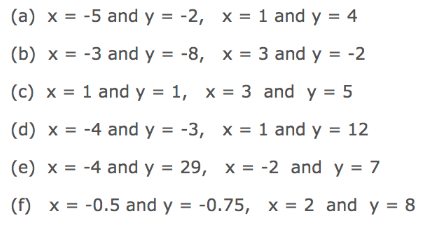 (a) x = -5 and y = -2, x = 1 and y = 4
(b) x = -3 and y = -8, x = 3 and y = -2
(c) x = 1 and y = 1, x = 3 and y = 5
(d) x = -4 and y = -3, x = 1 and y = 12
(e) x = -4 and y = 29, x = -2 and y = 7
(f) x = -0.5 and y = -0.75, x = 2 and y = 8